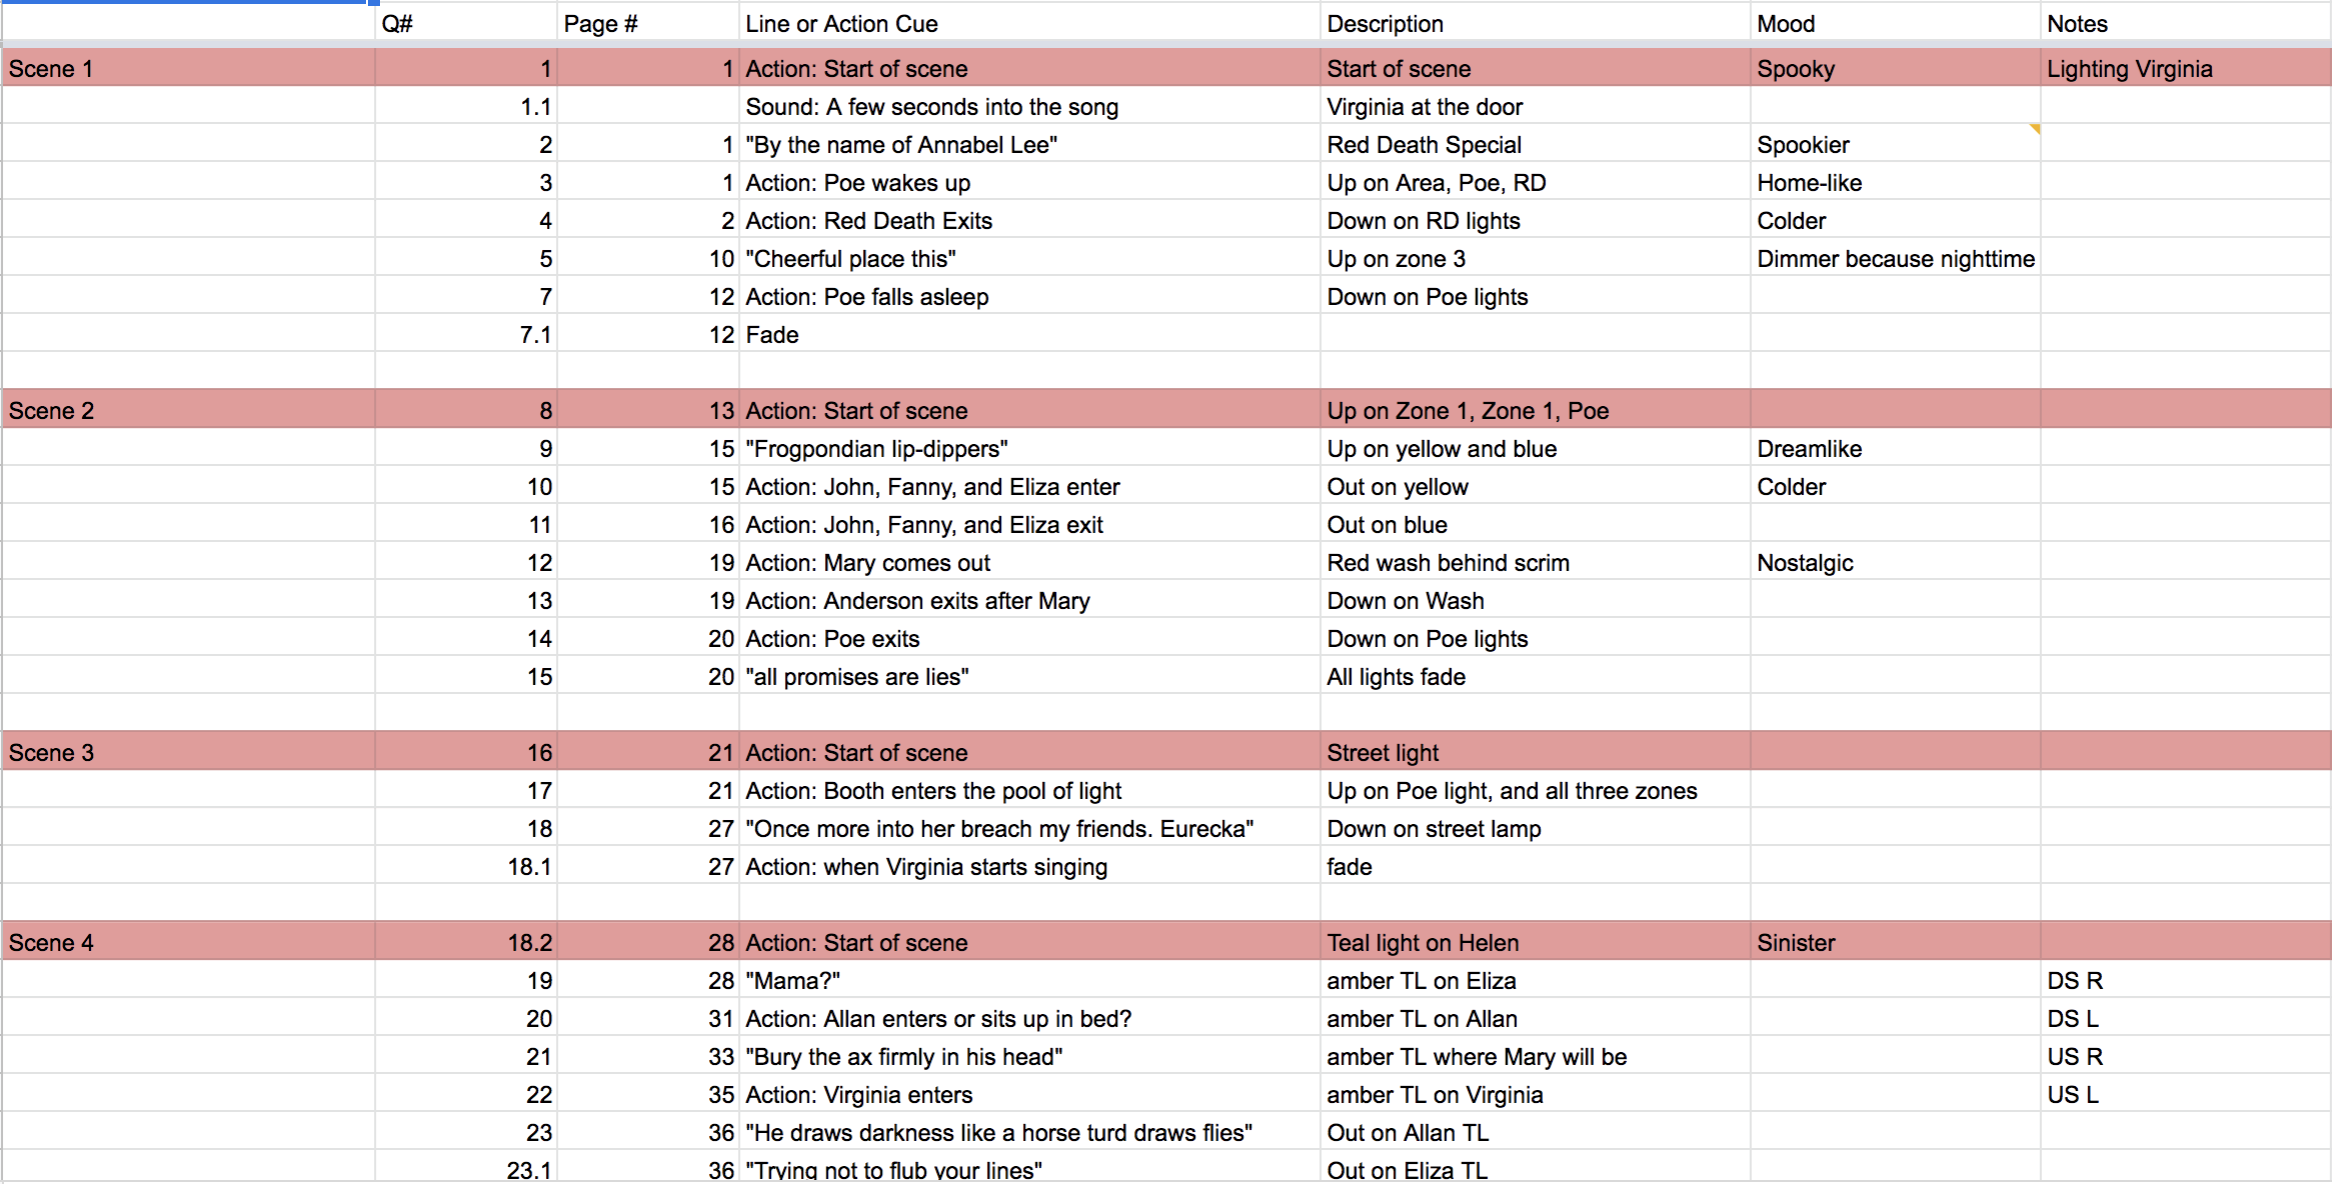 Q# Page # Line or Action Cue Description Mood Notes
Scene 1 1 1 Action: Start of scene Start of scene Spooky Lighting Virginia
1.1 Sound: A few seconds into the song Virginia at the door
2 1 "By the name of Annabel Lee" Red Death Special Spookier
3 1 Action: Poe wakes up Up on Area, Poe, RD Home-like
4 2 Action: Red Death Exits Down on RD lights Colder
5 10 "Cheerful place this" Up on zone 3 Dimmer because nighttime
7 12 Action: Poe falls asleep Down on Poe lights
7.1 12 Fade
Scene 2 8 13 Action: Start of scene Up on Zone 1, Zone 1, Poe
9 15 "Frogpondian lip-dippers" Up on yellow and blue Dreamlike
10 15 Action: John, Fanny, and Eliza enter Out on yellow Colder
11 16 Action: John, Fanny, and Eliza exit Out on blue
12 19 Action: Mary comes out Red wash behind scrim Nostalgic
13 19 Action: Anderson exits after Mary Down on Wash
14 20 Action: Poe exits Down on Poe lights
15 20 "all promises are lies" All lights fade
Scene 3 16 21 Action: Start of scene Street light
17 21 Action: Booth enters the pool of light Up on Poe light, and all three zones
18 27 "Once more into her breach my friends. Eurecka" Down on street lamp
18.1 27 Action: when Virginia starts singing fade
Scene 4 18.2 28 Action: Start of scene Teal light on Helen Sinister
19 28 "Mama?" amber TL on Eliza DS R
20 31 Action: Allan enters or sits up in bed? amber TL on Allan DS L
21 33 "Bury the ax firmly in his head" amber TL where Mary will be US R
22 35 Action: Virginia enters amber TL on Virginia US L
23 36 "He draws darkness like a horse turd draws flies" Out on Allan TL
23.1 36 "Trying not to flub your lines" Out on Eliza TL